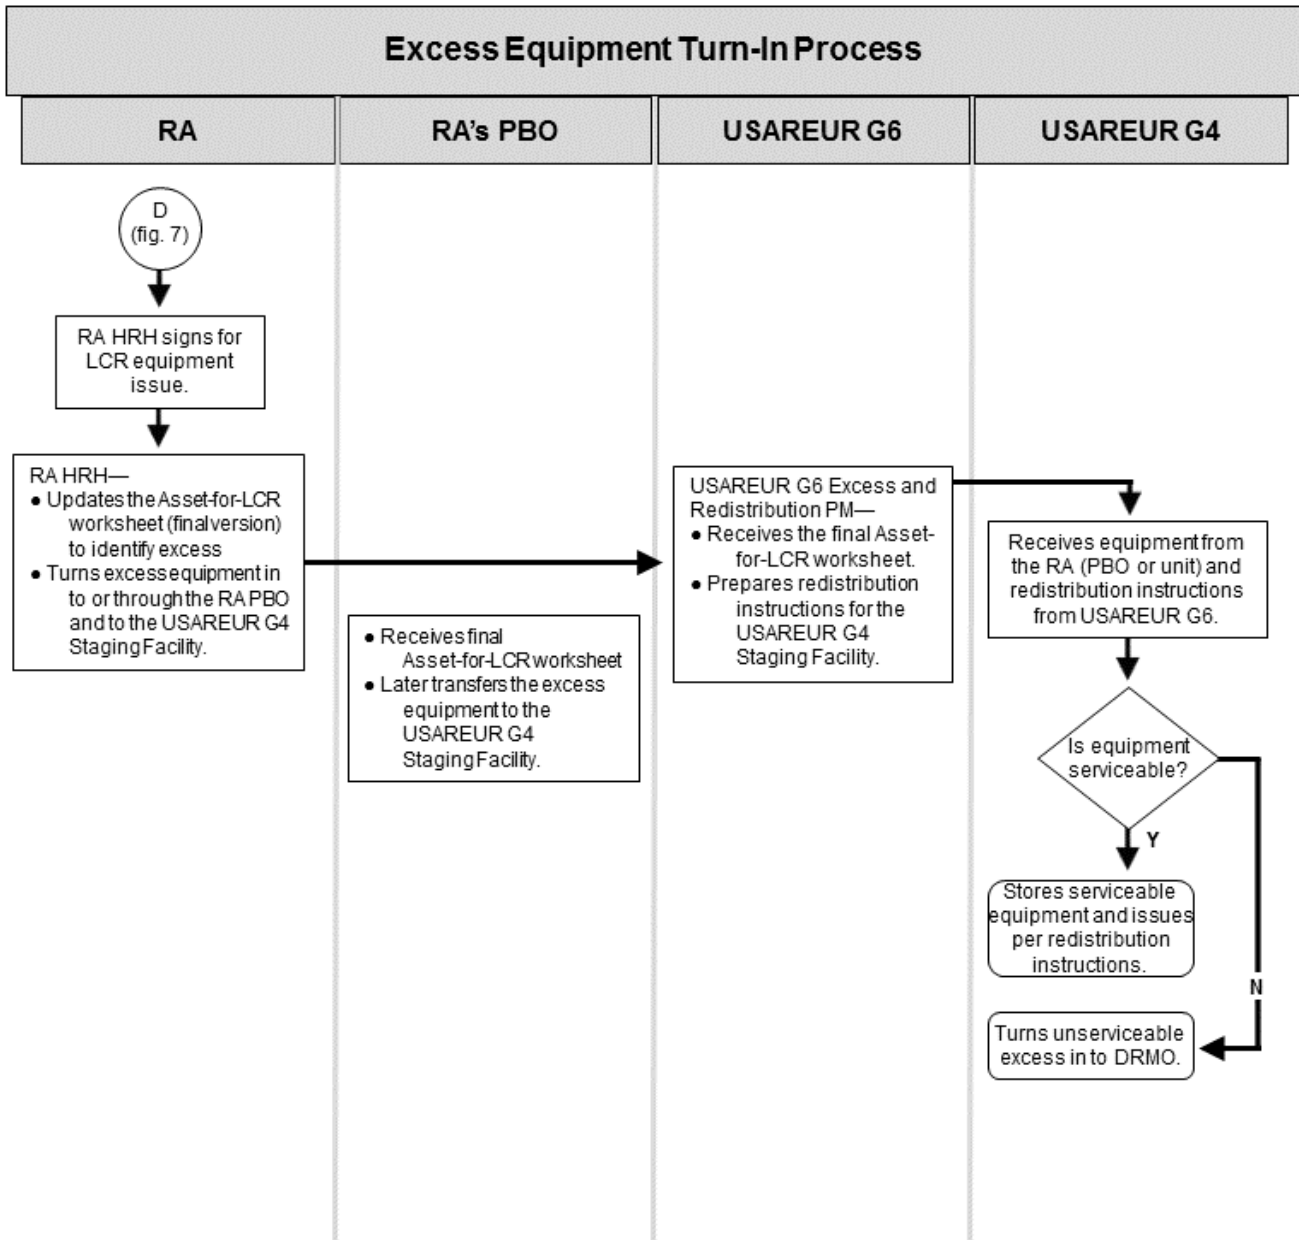 Excess Equipment Turn-In Process
RA
RA's PBO
USAREUR G6
USAREUR G4
D
(fig. 7)
RA HRH signs for
LCR equipment
issue.
RA HRH—
● Updates the Asset-for-LCR
worksheet (final version)
to identify excess
● Turns excess equipment in
to or through the RA PBO
and to the USAREUR G4
Staging Facility.
● Receives final
Asset-for-LCR worksheet
● Later transfers the excess
equipment to the
USAREUR G4
Staging Facility.
USAREUR G6 Excess and
Redistribution PM—
● Receives the final Asset-
for-LCR worksheet.
● Prepares redistribution
instructions for the
USAREUR G4
Staging Facility.
Receives equipment from
the RA (PBO or unit) and
redistribution instructions
from USAREUR G6.
Is equipment
serviceable?
Y
Stores serviceable
equipment and issues
per redistribution
instructions.
N
Turns unserviceable
excess in to DRMO.